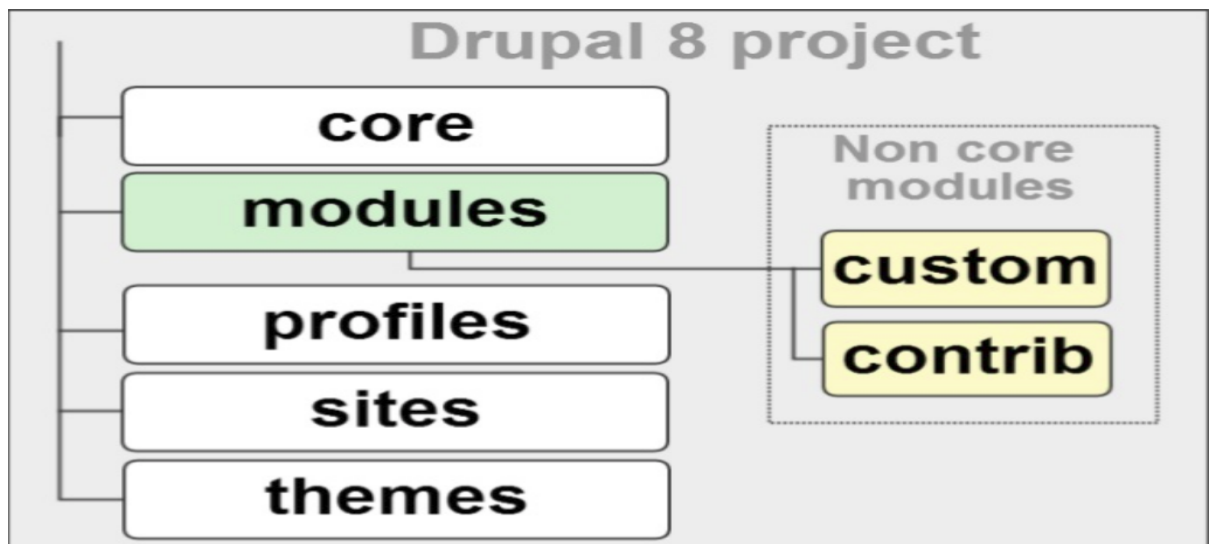 Drupal 8 project
core
modules
profiles
sites
themes
Non core
modules
custom
contrib